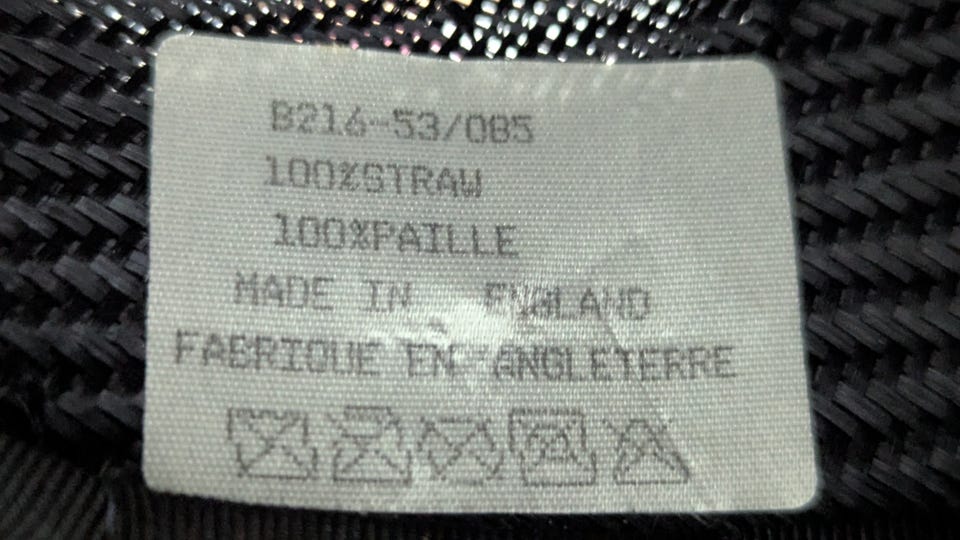 B216-53/085
100%STRAW
100%PAILLE
MADE IN ENGLAND
FABRIQUE EN ANGLETERRE